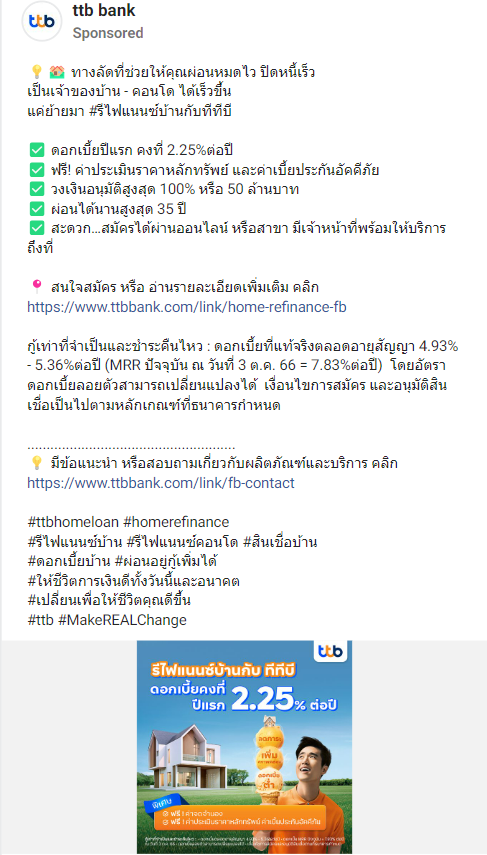 ttb
ttb bank
Sponsored
💡 🏠 ทางลัดที่ช่วยให้คุณผ่อนหมดไว ปิดหนี้เร็ว
เป็นเจ้าของบ้าน - คอนโด ได้เร็วขึ้น
แค่ย้ายมา #รีไฟแนนซ์บ้านกับทีทีบี
✅ ดอกเบี้ยปีแรก คงที่ 2.25%ต่อปี
✅ ฟรี! ค่าประเมินราคาหลักทรัพย์ และค่าเบี้ยประกันอัคคีภัย
✅ วงเงินอนุมัติสูงสุด 100% หรือ 50 ล้านบาท
✅ ผ่อนได้นานสูงสุด 35 ปี
✅ สะดวก...สมัครได้ผ่านออนไลน์ หรือสาขา มีเจ้าหน้าที่พร้อมให้บริการ
ถึงที่
📍 สนใจสมัคร หรือ อ่านรายละเอียดเพิ่มเติม คลิก
https://www.ttbbank.com/link/home-refinance-fb
กู้เท่าที่จำเป็นและชำระคืนไหว : ดอกเบี้ยที่แท้จริงตลอดอายุสัญญา 4.93%
- 5.36%ต่อปี (MRR ปัจจุบัน ณ วันที่ 3 ต.ค. 66 = 7.83%ต่อปี) โดยอัตรา
ดอกเบี้ยลอยตัวสามารถเปลี่ยนแปลงได้ เงื่อนไขการสมัคร และอนุมัติสิน
เชื่อเป็นไปตามหลักเกณฑ์ที่ธนาคารกำหนด
......................................................
💡 มีข้อแนะนำ หรือสอบถามเกี่ยวกับผลิตภัณฑ์และบริการ คลิก
https://www.ttbbank.com/link/fb-contact
#ttbhomeloan #homerefinance
#รีไฟแนนซ์บ้าน #รีไฟแนนซ์คอนโด #สินเชื่อบ้าน
#ดอกเบี้ยบ้าน #ผ่อนอยู่กู้เพิ่มได้
#ให้ชีวิตการเงินดีทั้งวันนี้และอนาคต
#เปลี่ยนเพื่อให้ชีวิตคุณดีขึ้น
#ttb #MakeREALChange
ttb
รีไฟแนนซ์บ้านกับ ทีทีบี
ดอกเบี้ยคงที่
ปีแรก 2.25% ต่อปี
เพิ่ม
ดอกเบี้ย
ต่ำ
พิเศษ
ฟรี ! ค่าจดจำนอง
ฟรี ! ค่าประเมินราคาหลักทรัพย์ ค่าเบี้ยประกันอัคคีภัย